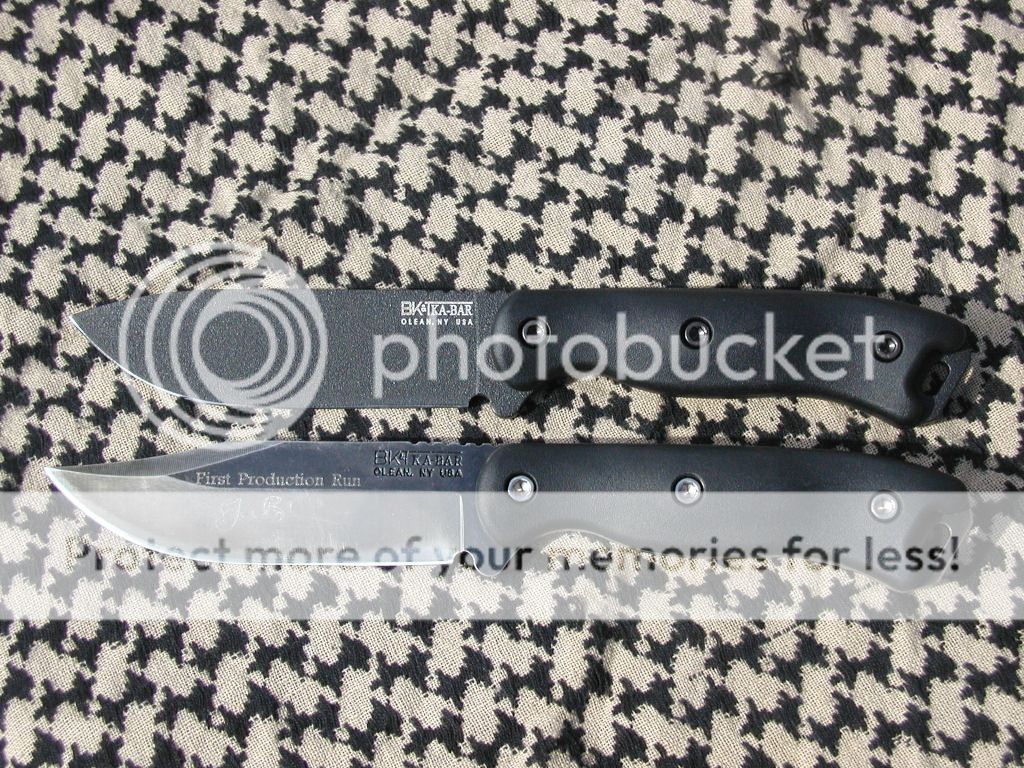 BK&T KA-BAR
OLEAN, NY USA
photobucket
BK&T KA-BAR
OLEAN, NY USA
First Production Run
Protect more of your memories for less!